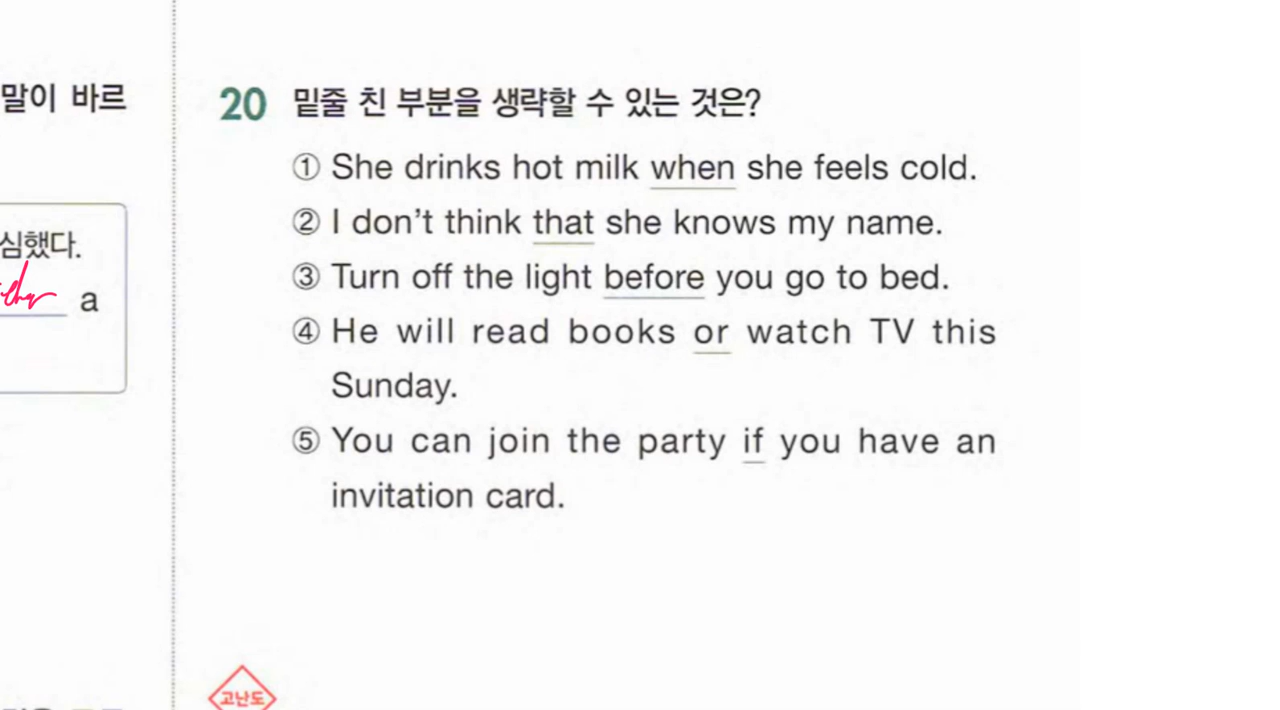 말이 바르
심했다.
a
20 밑줄 친 부분을 생략할 수 있는 것은?
① She drinks hot milk when she feels cold.
② I don't think that she knows my name.
③ Turn off the light before you go to bed.
④ He will read books or watch TV this
Sunday.
⑤ You can join the party if you have an
invitation card.
고난도